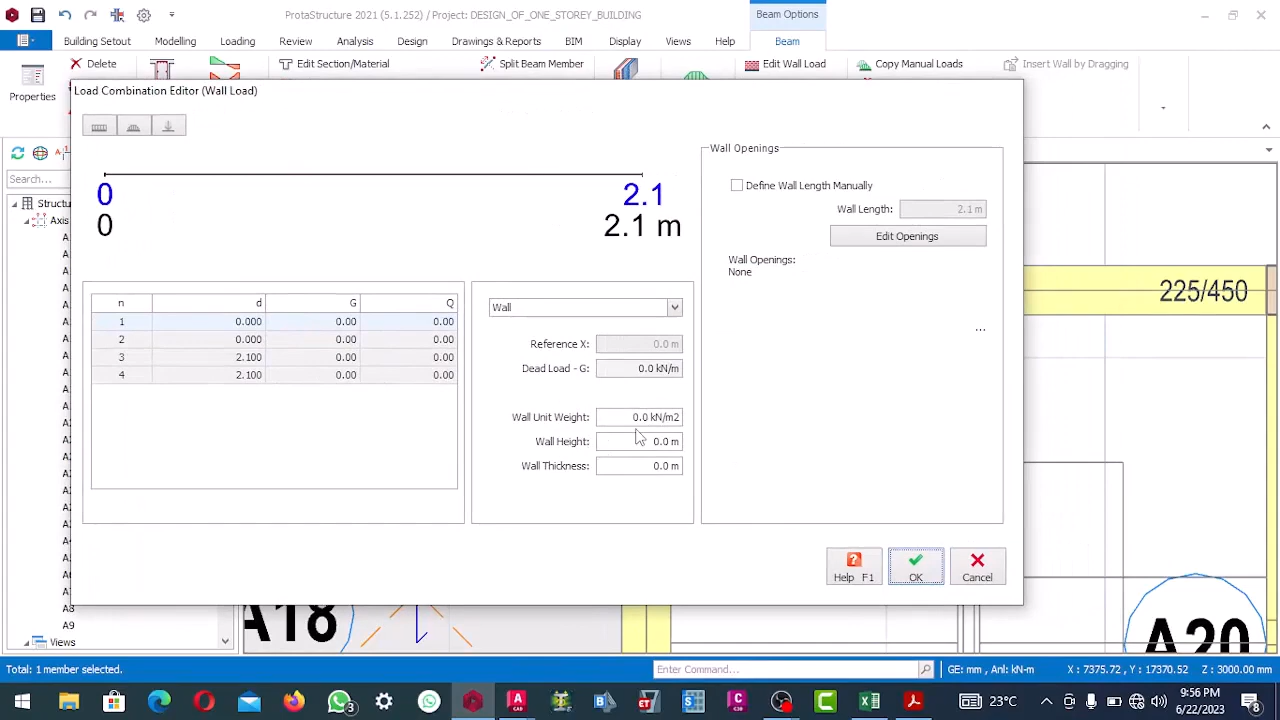 ProtaStructure 2021 (5.1.252) / Project: DESIGN_OF_ONE_STOREY_BUILDING
Beam Options
Building Setout Modelling Loading Review Analysis Design Drawings & Reports BIM Display Views Help Beam
Properties
Delete
Edit Section/Material
Split Beam Member
Edit Wall Load
Copy Manual Loads
Insert Wall by Dragging
Load Combination Editor (Wall Load)
0 2.1
0 2.1 m
n d G Q
1 0.000 0.00 0.00
2 0.000 0.00 0.00
3 2.100 0.00 0.00
4 2.100 0.00 0.00
Wall
Reference X: 0.0 m
Dead Load - G: 0.0 kN/m
Wall Unit Weight: 0.0 kN/m2
Wall Height: 0.0 m
Wall Thickness: 0.0 m
Wall Openings
Define Wall Length Manually
Wall Length: 2.1 m
Edit Openings
Wall Openings:
None
...
Help F1
OK
Cancel
Search...
Structu
Axis
A8
A9
Views
225/450
A18
A20
Total: 1 member selected.
Enter Command...
GE: mm, Anl: kN-m
X : 7375.72 , Y : 17370.52
Z : 3000.00 mm
23°C
9:56 PM
6/22/2023